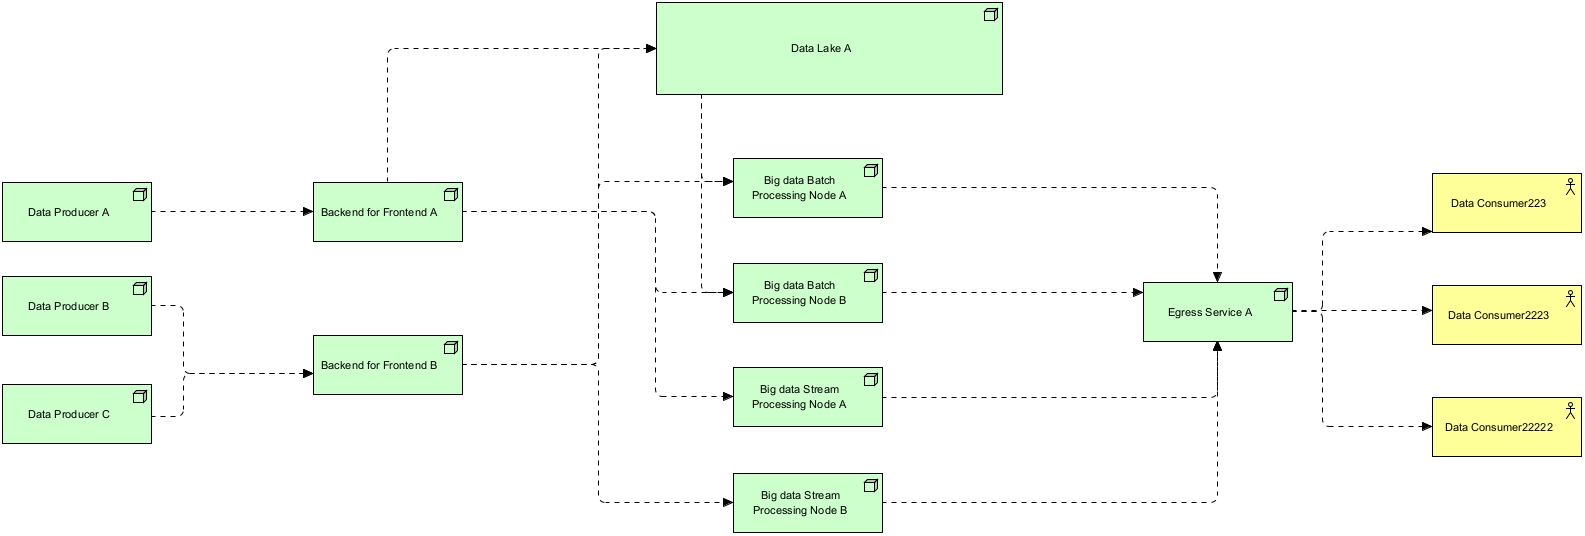 Data Lake A
Data Producer A
Data Producer B
Data Producer C
Backend for Frontend A
Backend for Frontend B
Big data Batch
Processing Node A
Big data Batch
Processing Node B
Big data Stream
Processing Node A
Big data Stream
Processing Node B
Egress Service A
Data Consumer223
Data Consumer2223
Data Consumer22222